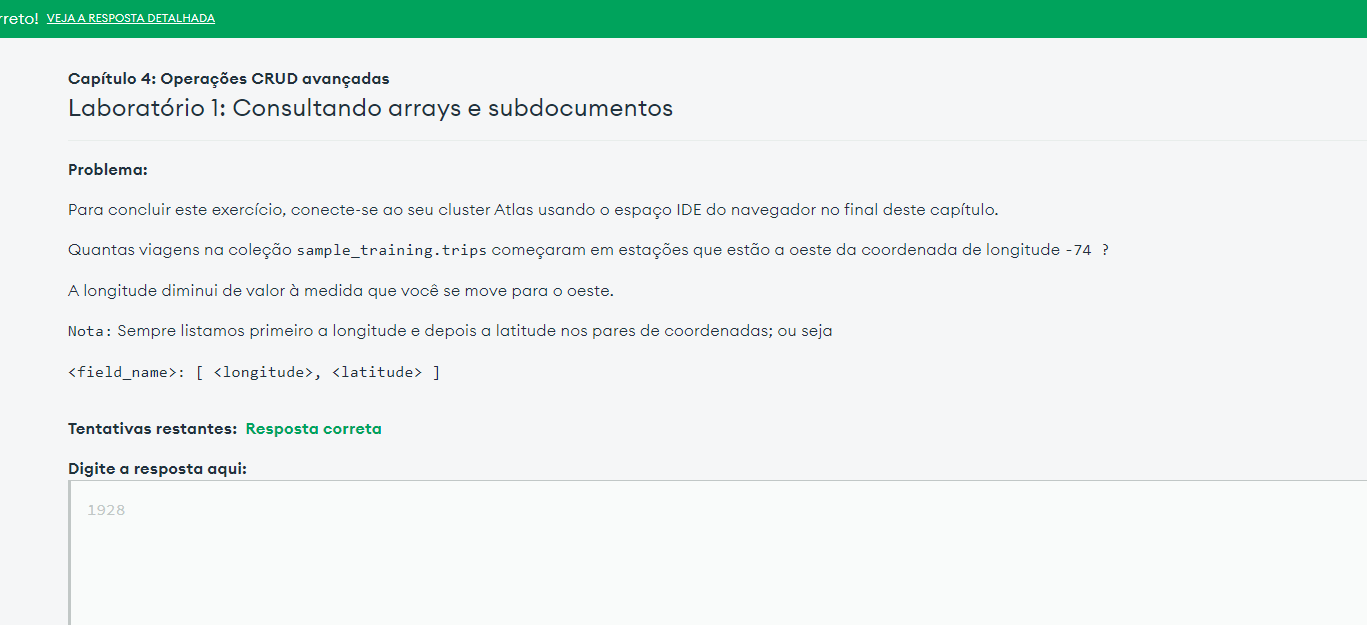 VEJA A RESPOSTA DETALHADA
Capítulo 4: Operações CRUD avançadas
Laboratório 1: Consultando arrays e subdocumentos
Problema:
Para concluir este exercício, conecte-se ao seu cluster Atlas usando o espaço IDE do navegador no final deste capítulo.
Quantas viagens na coleção sample_training.trips começaram em estações que estão a oeste da coordenada de longitude -74 ?
A longitude diminui de valor à medida que você se move para o oeste.
Nota: Sempre listamos primeiro a longitude e depois a latitude nos pares de coordenadas; ou seja
<field_name>: [ <longitude>, <latitude> ]
Tentativas restantes: Resposta correta
Digite a resposta aqui:
1928